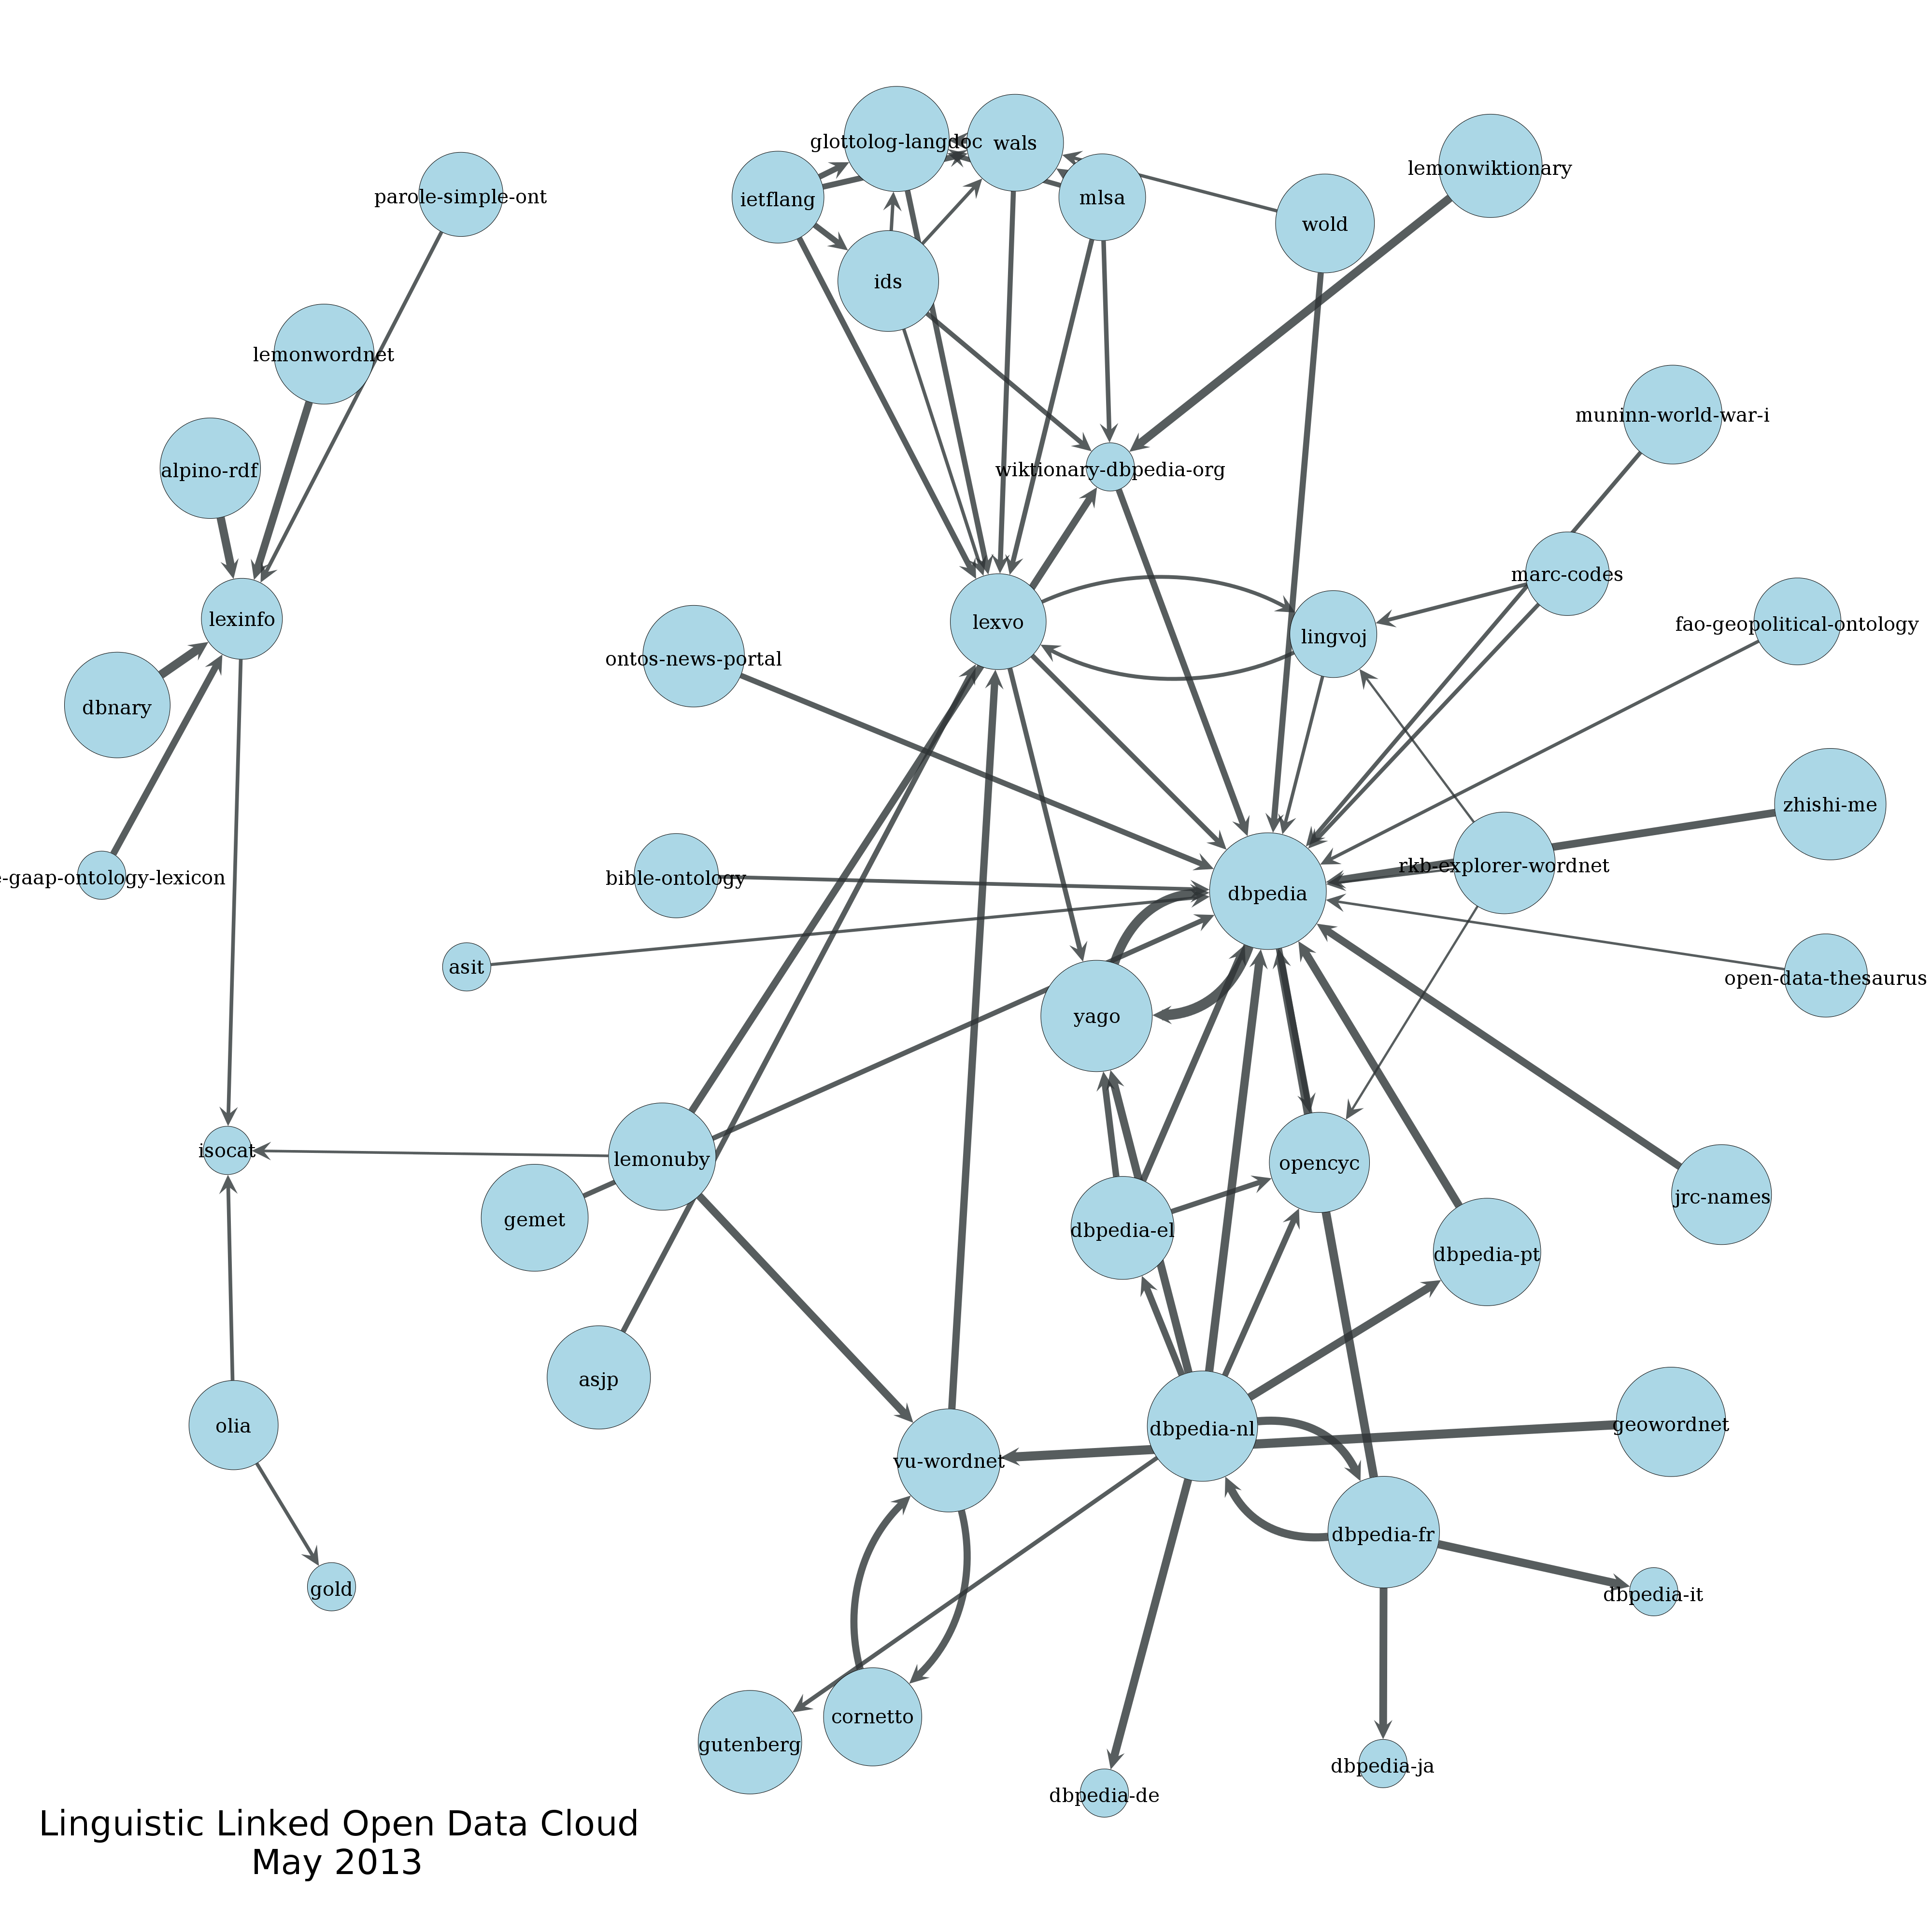 glottolog-langdoc
wals
lemonwiktionary
parole-simple-ont
ietflang
mlsa
wold
ids
lemonwordnet
muninn-world-war-i
alpino-rdf
wiktionary-dbpedia-org
marc-codes
lexinfo
lexvo
lingvoj
fao-geopolitical-ontology
ontos-news-portal
dbnary
zhishi-me
e-gaap-ontology-lexicon
bible-ontology
dbpedia
rkb-explorer-wordnet
asit
open-data-thesaurus
yago
isocat
lemonuby
opencyc
jrc-names
gemet
dbpedia-el
dbpedia-pt
asjp
olia
vu-wordnet
dbpedia-nl
geowordnet
dbpedia-fr
gold
dbpedia-it
cornetto
gutenberg
dbpedia-ja
dbpedia-de
Linguistic Linked Open Data Cloud
May 2013